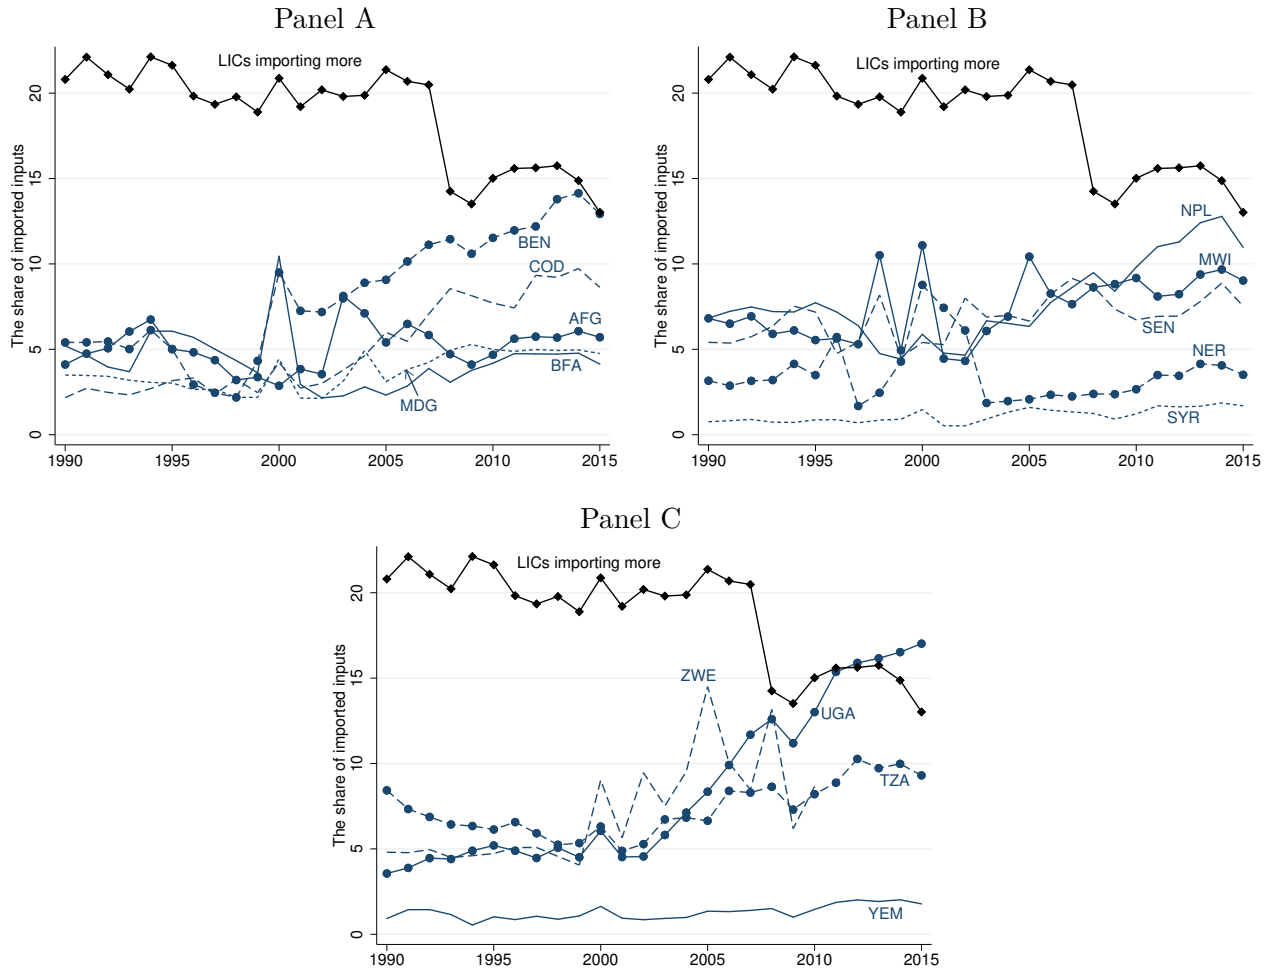 Panel A
The share of imported inputs
20
15
10
5
0
LICs importing more
BEN
COD
AFG
BFA
MDG
1990 1995 2000 2005 2010 2015
Panel B
The share of imported inputs
20
15
10
5
0
LICs importing more
NPL
MWI
SEN
NER
SYR
1990 1995 2000 2005 2010 2015
Panel C
The share of imported inputs
20
15
10
5
0
LICs importing more
ZWE
UGA
TZA
YEM
1990 1995 2000 2005 2010 2015